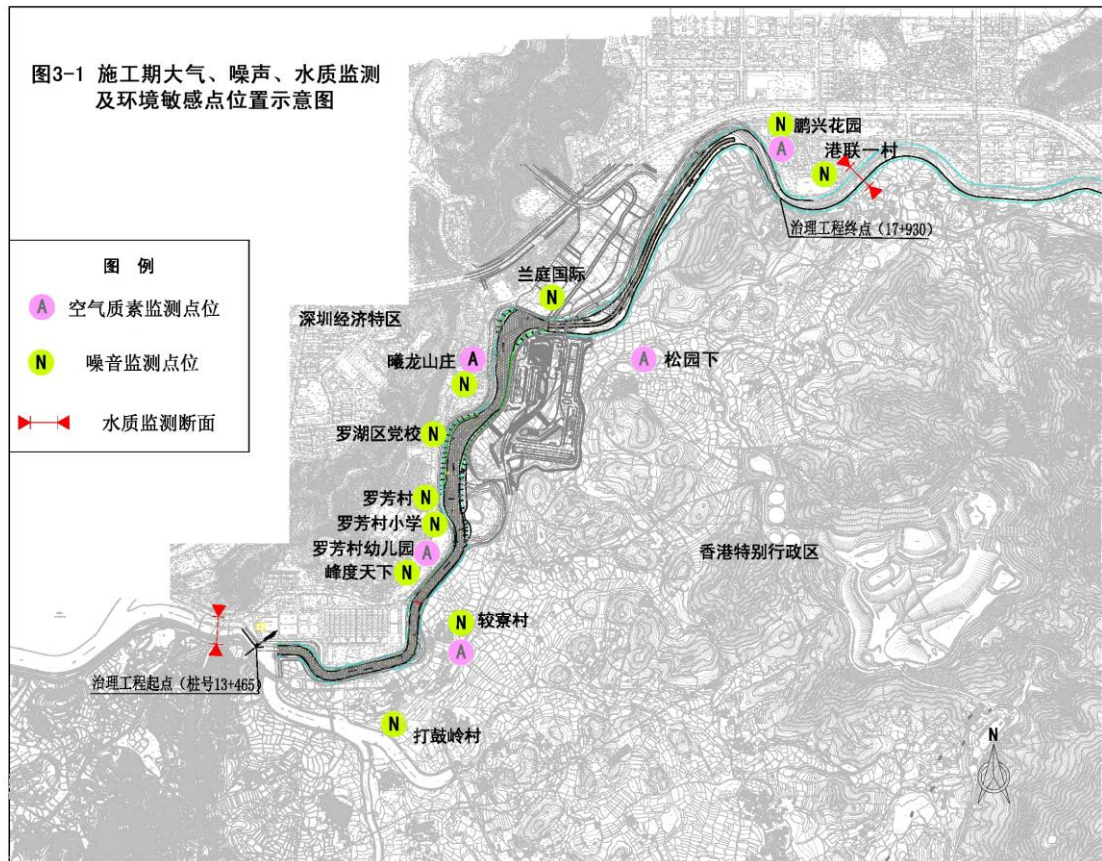 图3-1 施工期大气、噪声、水质监测
及环境敏感点位置示意图
N 鹏兴花园
A
港联一村
N
治理工程终点（17+930）
图 例
A 空气质素监测点位
N 噪音监测点位
水质监测断面
兰庭国际
N
深圳经济特区
曦龙山庄 A
N
A 松园下
罗湖区党校 N
罗芳村 N
罗芳村小学 N
罗芳村幼儿园 A
峰度天下 N
香港特别行政区
N 较寮村
A
治理工程起点（桩号13+465）
N 打鼓岭村
N